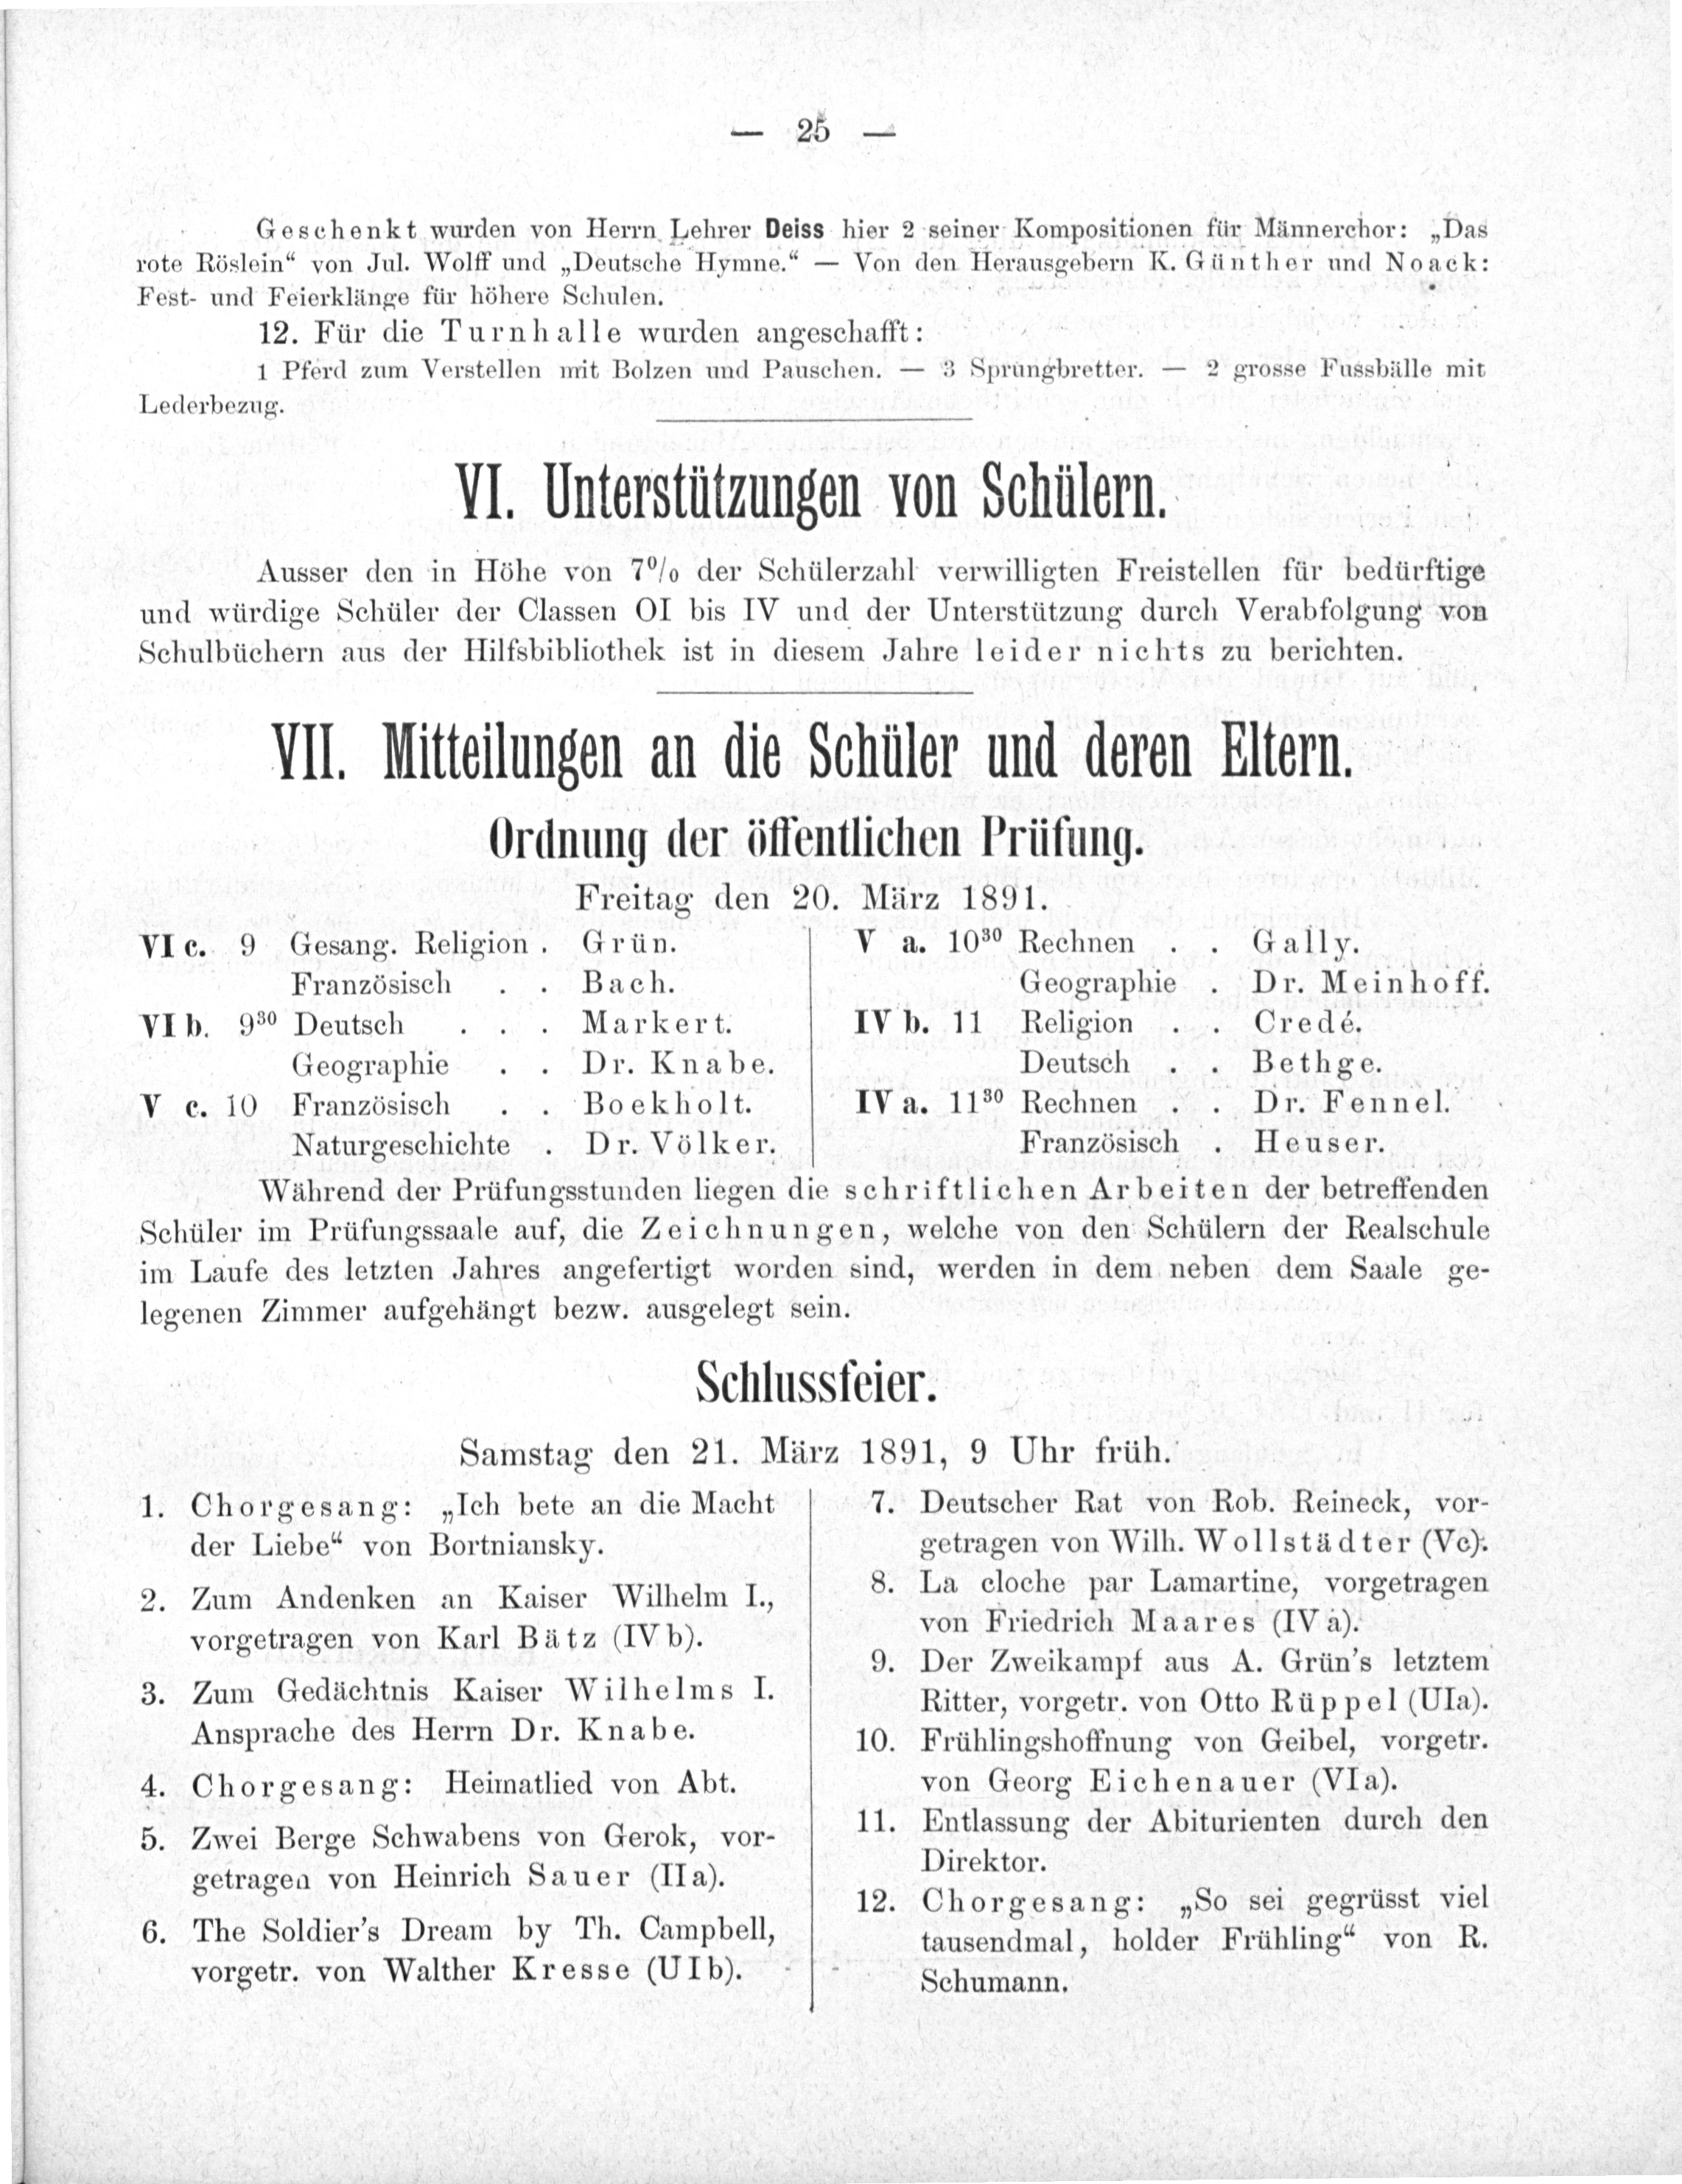 — 25 —
Geschenkt wurden von Herrn Lehrer Deiss hier 2 seiner Kompositionen für Männerchor: „Das
rote Röslein“ von Jul. Wolff und „Deutsche Hymne.“ — Von den Herausgebern K. Günther und Noack:
Fest- und Feierklänge für höhere Schulen.
12. Für die Turnhalle wurden angeschafft:
1 Pferd zum Verstellen mit Bolzen und Pauschen. — 3 Sprungbretter. — 2 grosse Fussbälle mit
Lederbezug.
VI. Unterstützungen von Schülern.
Ausser den in Höhe von 7% der Schülerzahl verwilligten Freistellen für bedürftige
und würdige Schüler der Classen OI bis IV und der Unterstützung durch Verabfolgung von
Schulbüchern aus der Hilfsbibliothek ist in diesem Jahre leider nichts zu berichten.
VII. Mitteilungen an die Schüler und deren Eltern.
Ordnung der öffentlichen Prüfung.
Freitag den 20. März 1891.
VI c. 9 Gesang. Religion . Grün.
Französisch . . Bach.
VI b. 9³⁰ Deutsch . . . Markert.
Geographie . . Dr. Knabe.
V c. 10 Französisch . . Boekholt.
Naturgeschichte . Dr. Völker.
V a. 10³⁰ Rechnen . . Gally.
Geographie . Dr. Meinhoff.
IV b. 11 Religion . . Credé.
Deutsch . . Bethge.
IV a. 11³⁰ Rechnen . . Dr. Fennel.
Französisch . Heuser.
Während der Prüfungsstunden liegen die schriftlichen Arbeiten der betreffenden
Schüler im Prüfungssaale auf, die Zeichnungen, welche von den Schülern der Realschule
im Laufe des letzten Jahres angefertigt worden sind, werden in dem neben dem Saale ge-
legenen Zimmer aufgehängt bezw. ausgelegt sein.
Schlussfeier.
Samstag den 21. März 1891, 9 Uhr früh.
1. Chorgesang: „Ich bete an die Macht
der Liebe“ von Bortniansky.
2. Zum Andenken an Kaiser Wilhelm I.,
vorgetragen von Karl Bätz (IV b).
3. Zum Gedächtnis Kaiser Wilhelms I.
Ansprache des Herrn Dr. Knabe.
4. Chorgesang: Heimatlied von Abt.
5. Zwei Berge Schwabens von Gerok, vor-
getragen von Heinrich Sauer (II a).
6. The Soldier's Dream by Th. Campbell,
vorgetr. von Walther Kresse (U I b).
7. Deutscher Rat von Rob. Reineck, vor-
getragen von Wilh. Wollstädter (Vc).
8. La cloche par Lamartine, vorgetragen
von Friedrich Maares (IV a).
9. Der Zweikampf aus A. Grün's letztem
Ritter, vorgetr. von Otto Rüppel (UIa).
10. Frühlingshoffnung von Geibel, vorgetr.
von Georg Eichenauer (VI a).
11. Entlassung der Abiturienten durch den
Direktor.
12. Chorgesang: „So sei gegrüsst viel
tausendmal, holder Frühling“ von R.
Schumann.